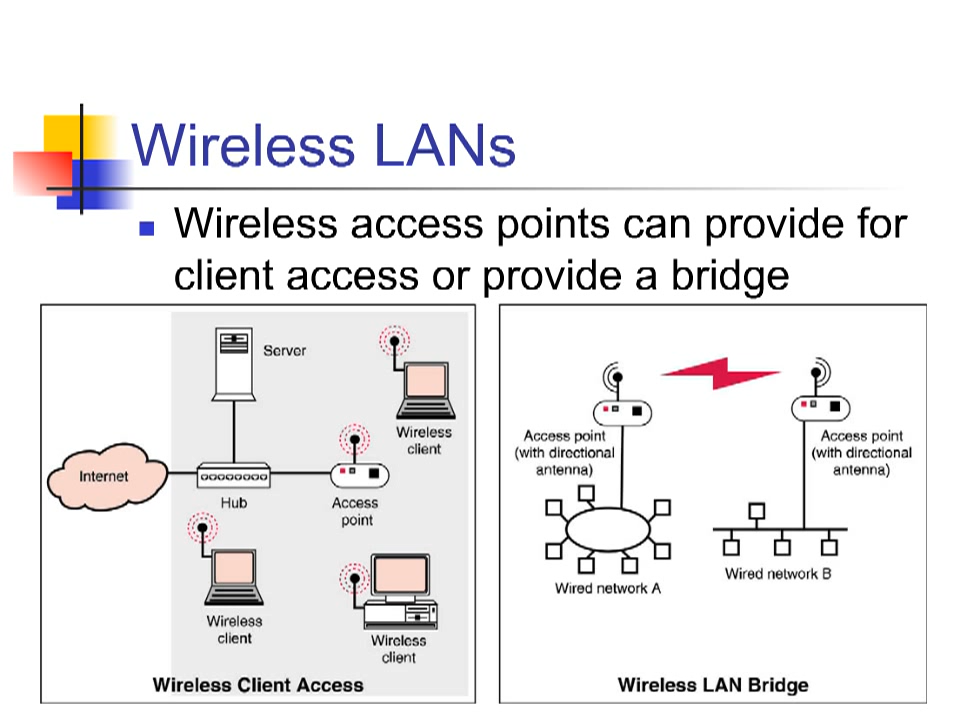 Wireless LANs
Wireless access points can provide for
client access or provide a bridge
Server
Wireless
client
Internet
Hub
Access
point
Wireless
client
Wireless
client
Wireless Client Access
Access point
(with directional
antenna)
Access point
(with directional
antenna)
Wired network A
Wired network B
Wireless LAN Bridge